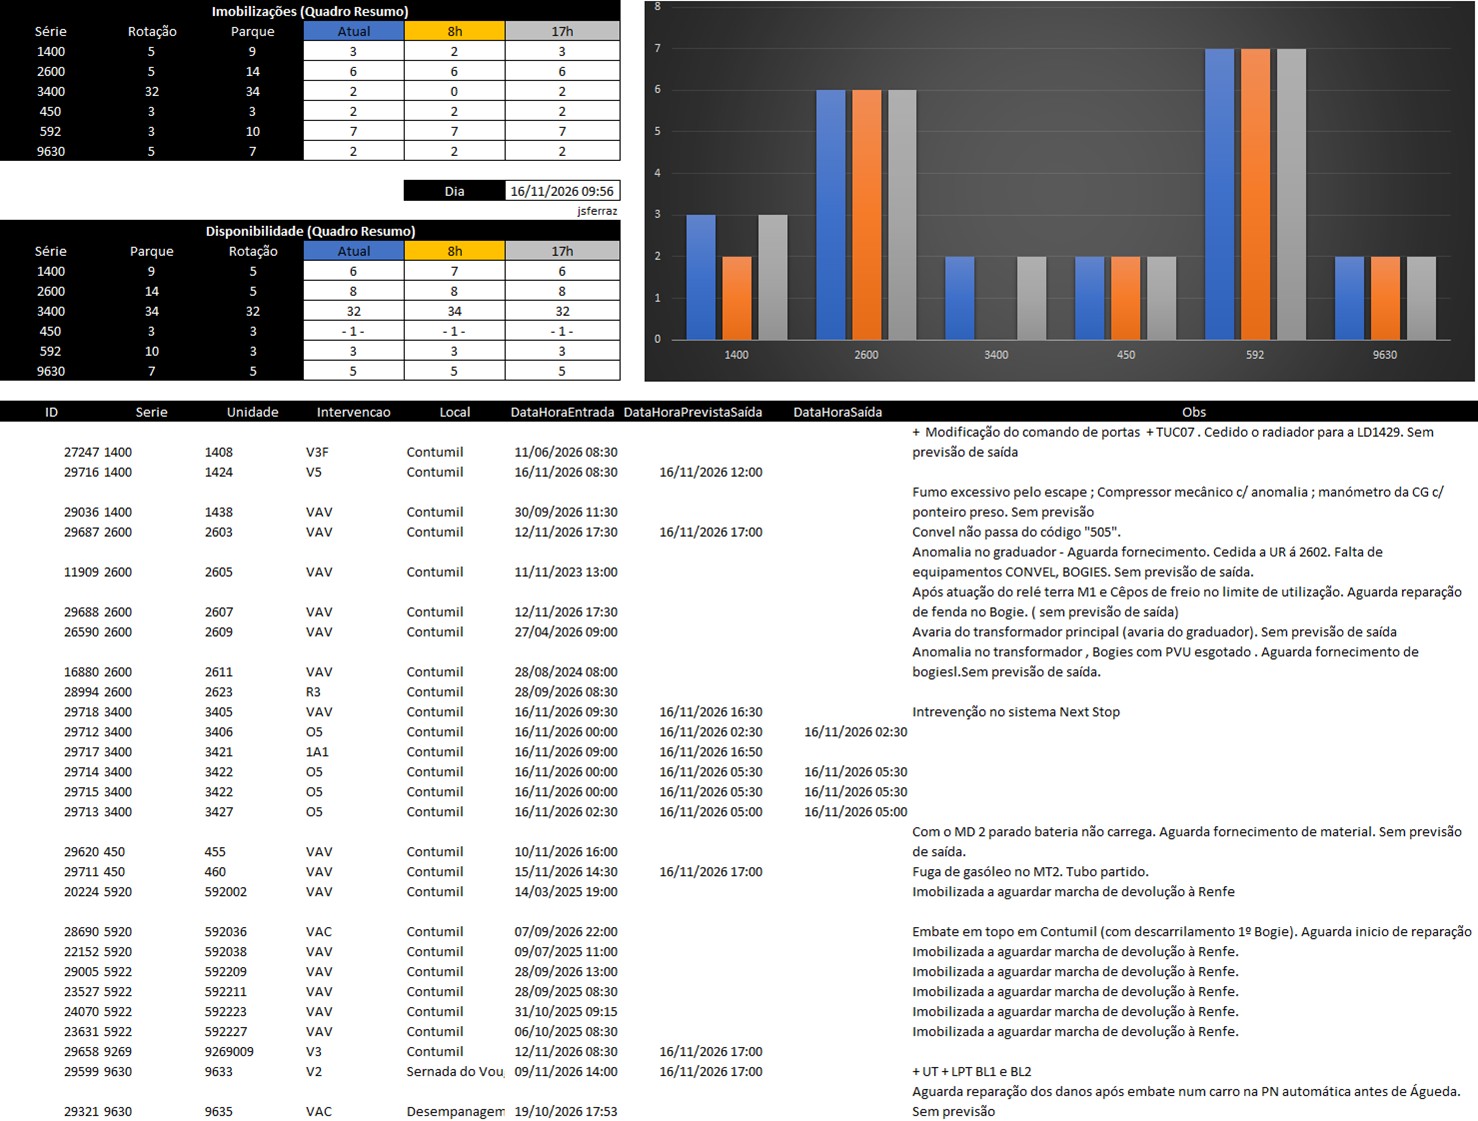 Imobilizações (Quadro Resumo)
Série Rotação Parque Atual 8h 17h
1400 5 9 3 2 3
2600 5 14 6 6 6
3400 32 34 2 0 2
450 3 3 2 2 2
592 3 10 7 7 7
9630 5 7 2 2 2
Dia 16/11/2026 09:56
jsferraz
Disponibilidade (Quadro Resumo)
Série Parque Rotação Atual 8h 17h
1400 9 5 6 7 6
2600 14 5 8 8 8
3400 34 32 32 34 32
450 3 3 - 1 - - 1 - - 1 -
592 10 3 3 3 3
9630 7 5 5 5 5
8
7
6
5
4
3
2
1
0
1400 2600 3400 450 592 9630
ID Serie Unidade Intervencao Local DataHoraEntrada DataHoraPrevistaSaída DataHoraSaída Obs
+ Modificação do comando de portas + TUC07 . Cedido o radiador para a LD1429. Sem
27247 1400 1408 V3F Contumil 11/06/2026 08:30 previsão de saída
29716 1400 1424 V5 Contumil 16/11/2026 08:30 16/11/2026 12:00
Fumo excessivo pelo escape ; Compressor mecânico c/ anomalia ; manómetro da CG c/
29036 1400 1438 VAV Contumil 30/09/2026 11:30 ponteiro preso. Sem previsão
29687 2600 2603 VAV Contumil 12/11/2026 17:30 16/11/2026 17:00 Convel não passa do código "505".
Anomalia no graduador - Aguarda fornecimento. Cedida a UR á 2602. Falta de
11909 2600 2605 VAV Contumil 11/11/2023 13:00 equipamentos CONVEL, BOGIES. Sem previsão de saída.
Após atuação do relé terra M1 e Cêpos de freio no limite de utilização. Aguarda reparação
29688 2600 2607 VAV Contumil 12/11/2026 17:30 de fenda no Bogie. ( sem previsão de saída)
26590 2600 2609 VAV Contumil 27/04/2026 09:00 Avaria do transformador principal (avaria do graduador). Sem previsão de saída
Anomalia no transformador , Bogies com PVU esgotado . Aguarda fornecimento de
16880 2600 2611 VAV Contumil 28/08/2024 08:00 bogiesl.Sem previsão de saída.
28994 2600 2623 R3 Contumil 28/09/2026 08:30
29718 3400 3405 VAV Contumil 16/11/2026 09:30 16/11/2026 16:30 Intrevenção no sistema Next Stop
29712 3400 3406 O5 Contumil 16/11/2026 00:00 16/11/2026 02:30 16/11/2026 02:30
29717 3400 3421 1A1 Contumil 16/11/2026 09:00 16/11/2026 16:50
29714 3400 3422 O5 Contumil 16/11/2026 00:00 16/11/2026 05:30 16/11/2026 05:30
29715 3400 3422 O5 Contumil 16/11/2026 00:00 16/11/2026 05:30 16/11/2026 05:30
29713 3400 3427 O5 Contumil 16/11/2026 02:30 16/11/2026 05:00 16/11/2026 05:00
Com o MD 2 parado bateria não carrega. Aguarda fornecimento de material. Sem previsão
29620 450 455 VAV Contumil 10/11/2026 16:00 de saída.
29711 450 460 VAV Contumil 15/11/2026 14:30 16/11/2026 17:00 Fuga de gasóleo no MT2. Tubo partido.
20224 5920 592002 VAV Contumil 14/03/2025 19:00 Imobilizada a aguardar marcha de devolução à Renfe
28690 5920 592036 VAC Contumil 07/09/2026 22:00 Embate em topo em Contumil (com descarrilamento 1º Bogie). Aguarda inicio de reparação
22152 5920 592038 VAV Contumil 09/07/2025 11:00 Imobilizada a aguardar marcha de devolução à Renfe.
29005 5922 592209 VAV Contumil 28/09/2026 13:00 Imobilizada a aguardar marcha de devolução à Renfe.
23527 5922 592211 VAV Contumil 28/09/2025 08:30 Imobilizada a aguardar marcha de devolução à Renfe.
24070 5922 592223 VAV Contumil 31/10/2025 09:15 Imobilizada a aguardar marcha de devolução à Renfe.
23631 5922 592227 VAV Contumil 06/10/2025 08:30 Imobilizada a aguardar marcha de devolução à Renfe.
29658 9269 9269009 V3 Contumil 12/11/2026 08:30 16/11/2026 17:00
29599 9630 9633 V2 Sernada do Vou 09/11/2026 14:00 16/11/2026 17:00 + UT + LPT BL1 e BL2
Aguarda reparação dos danos após embate num carro na PN automática antes de Águeda.
29321 9630 9635 VAC Desempanagem 19/10/2026 17:53 Sem previsão